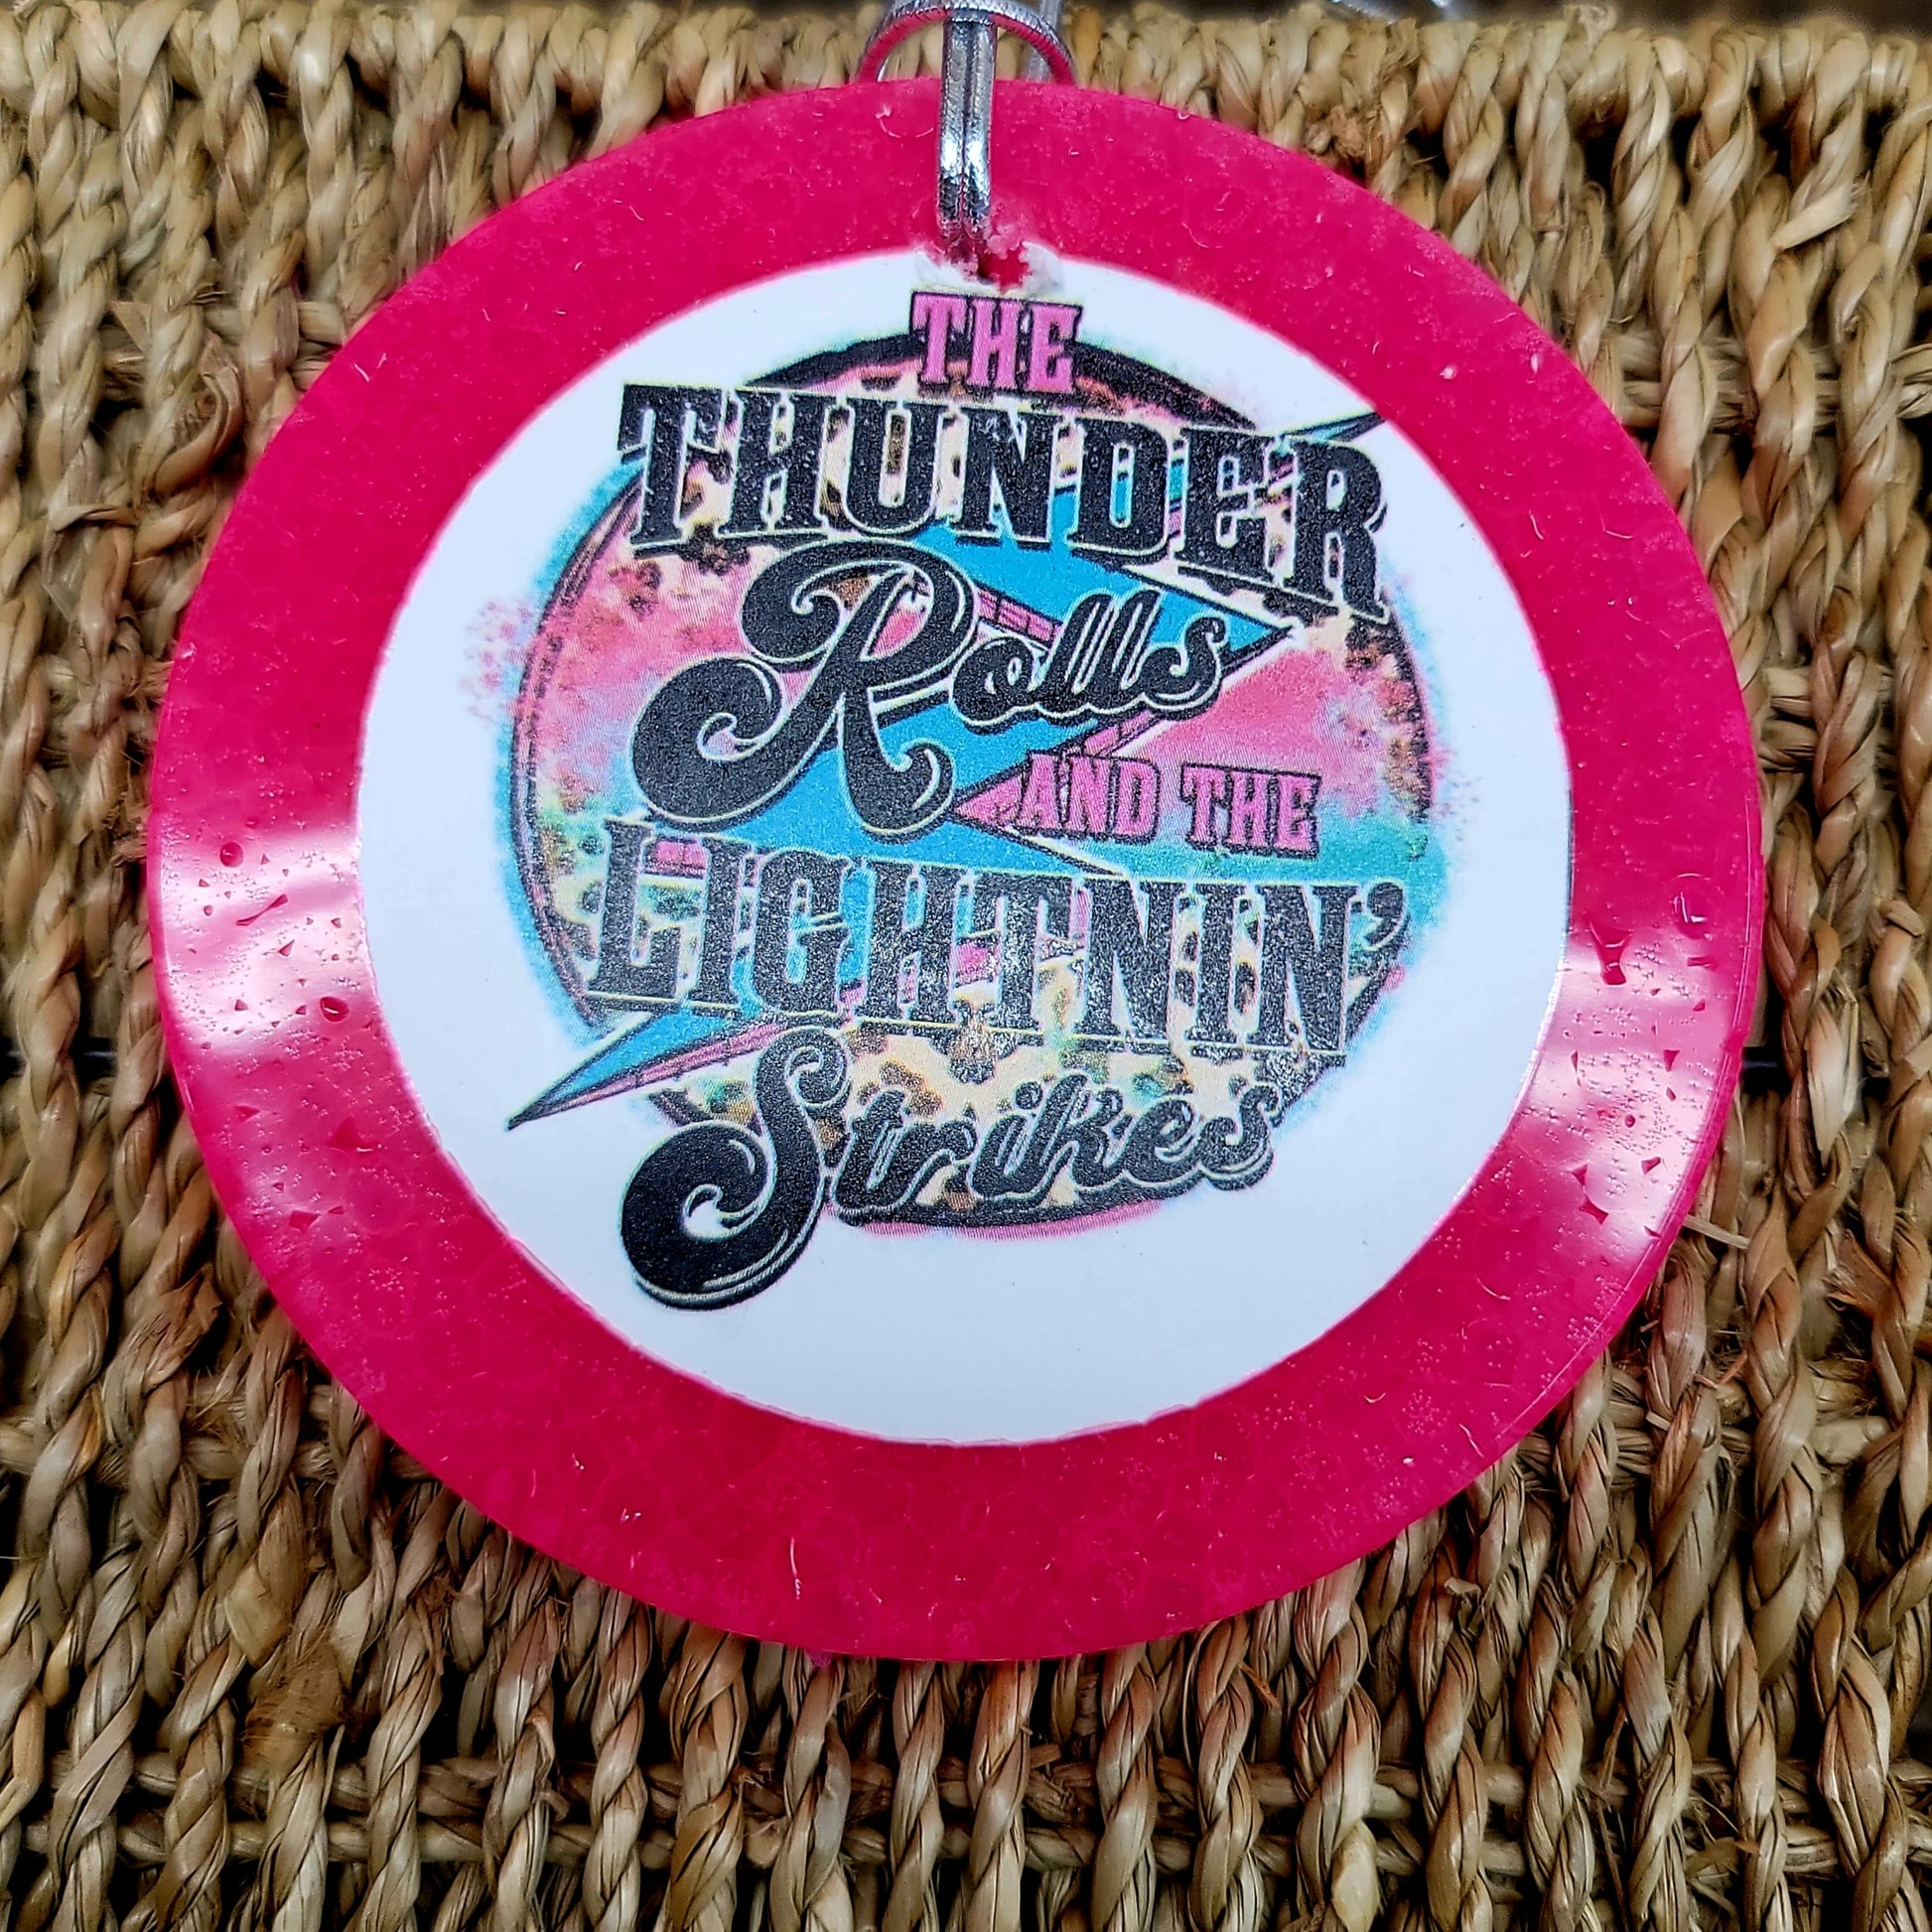 THE
THUNDER
Rolls
AND THE
LIGHTNIN'
Strikes